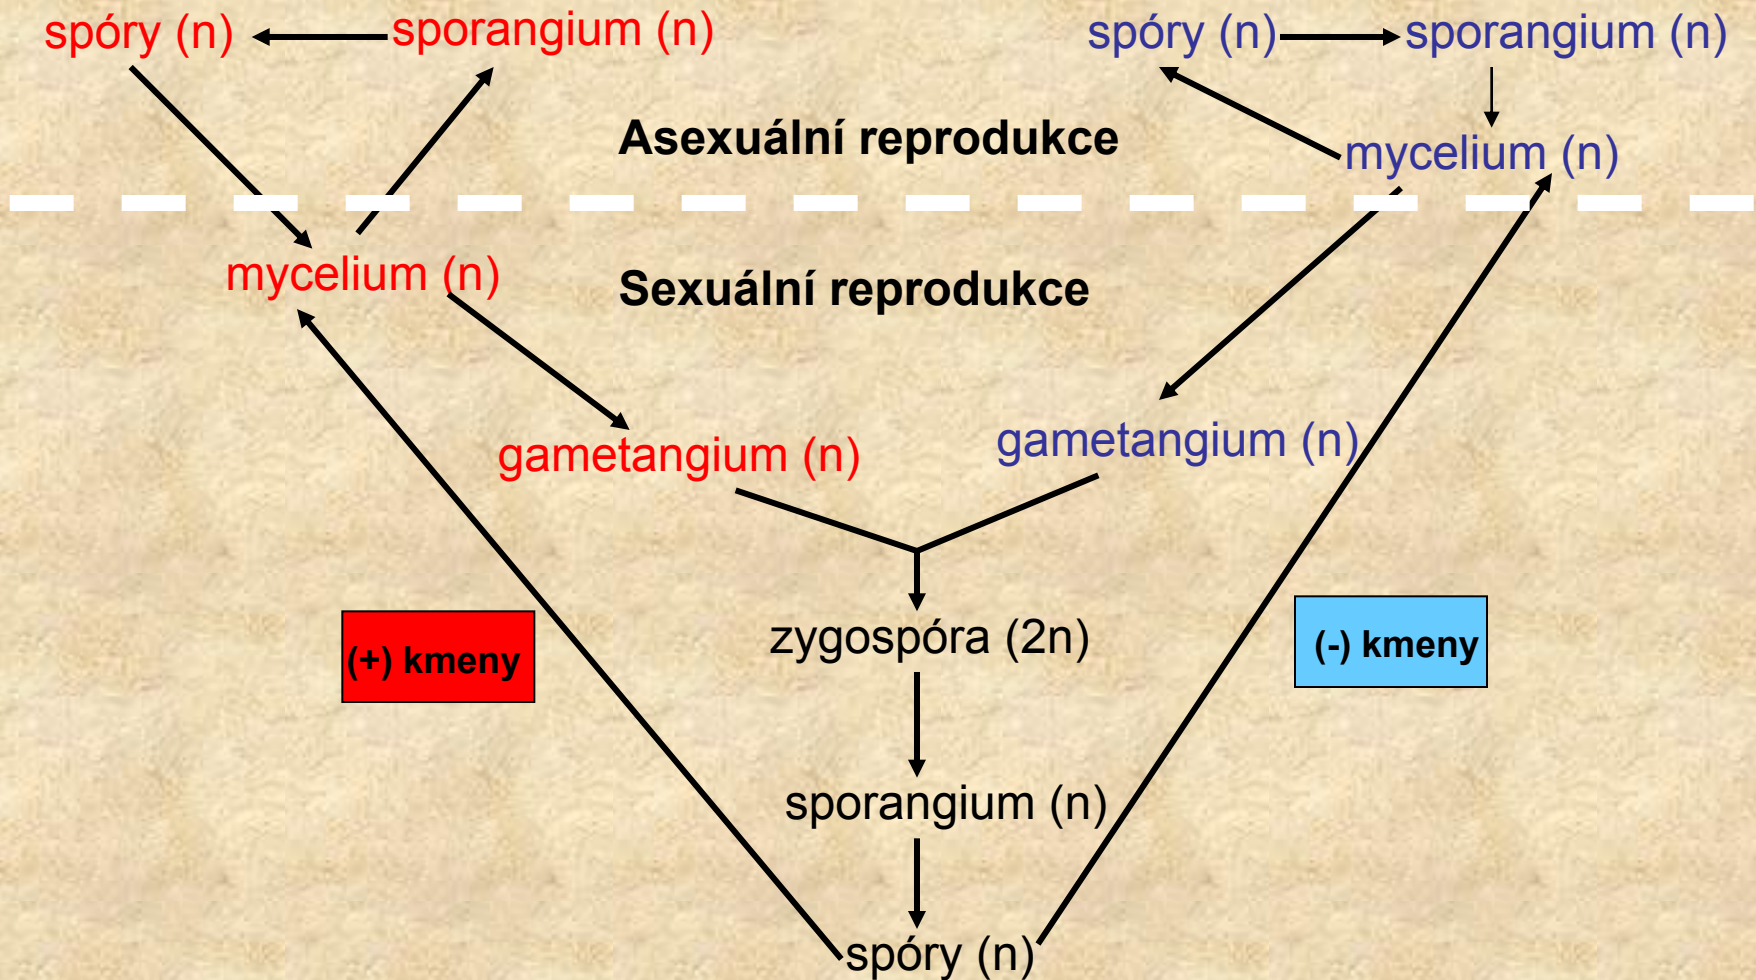 spóry (n)
sporangium (n)
spóry (n)
sporangium (n)
Asexuální reprodukce
mycelium (n)
mycelium (n)
Sexuální reprodukce
gametangium (n)
gametangium (n)
zygospóra (2n)
(+) kmeny
(-) kmeny
sporangium (n)
spóry (n)